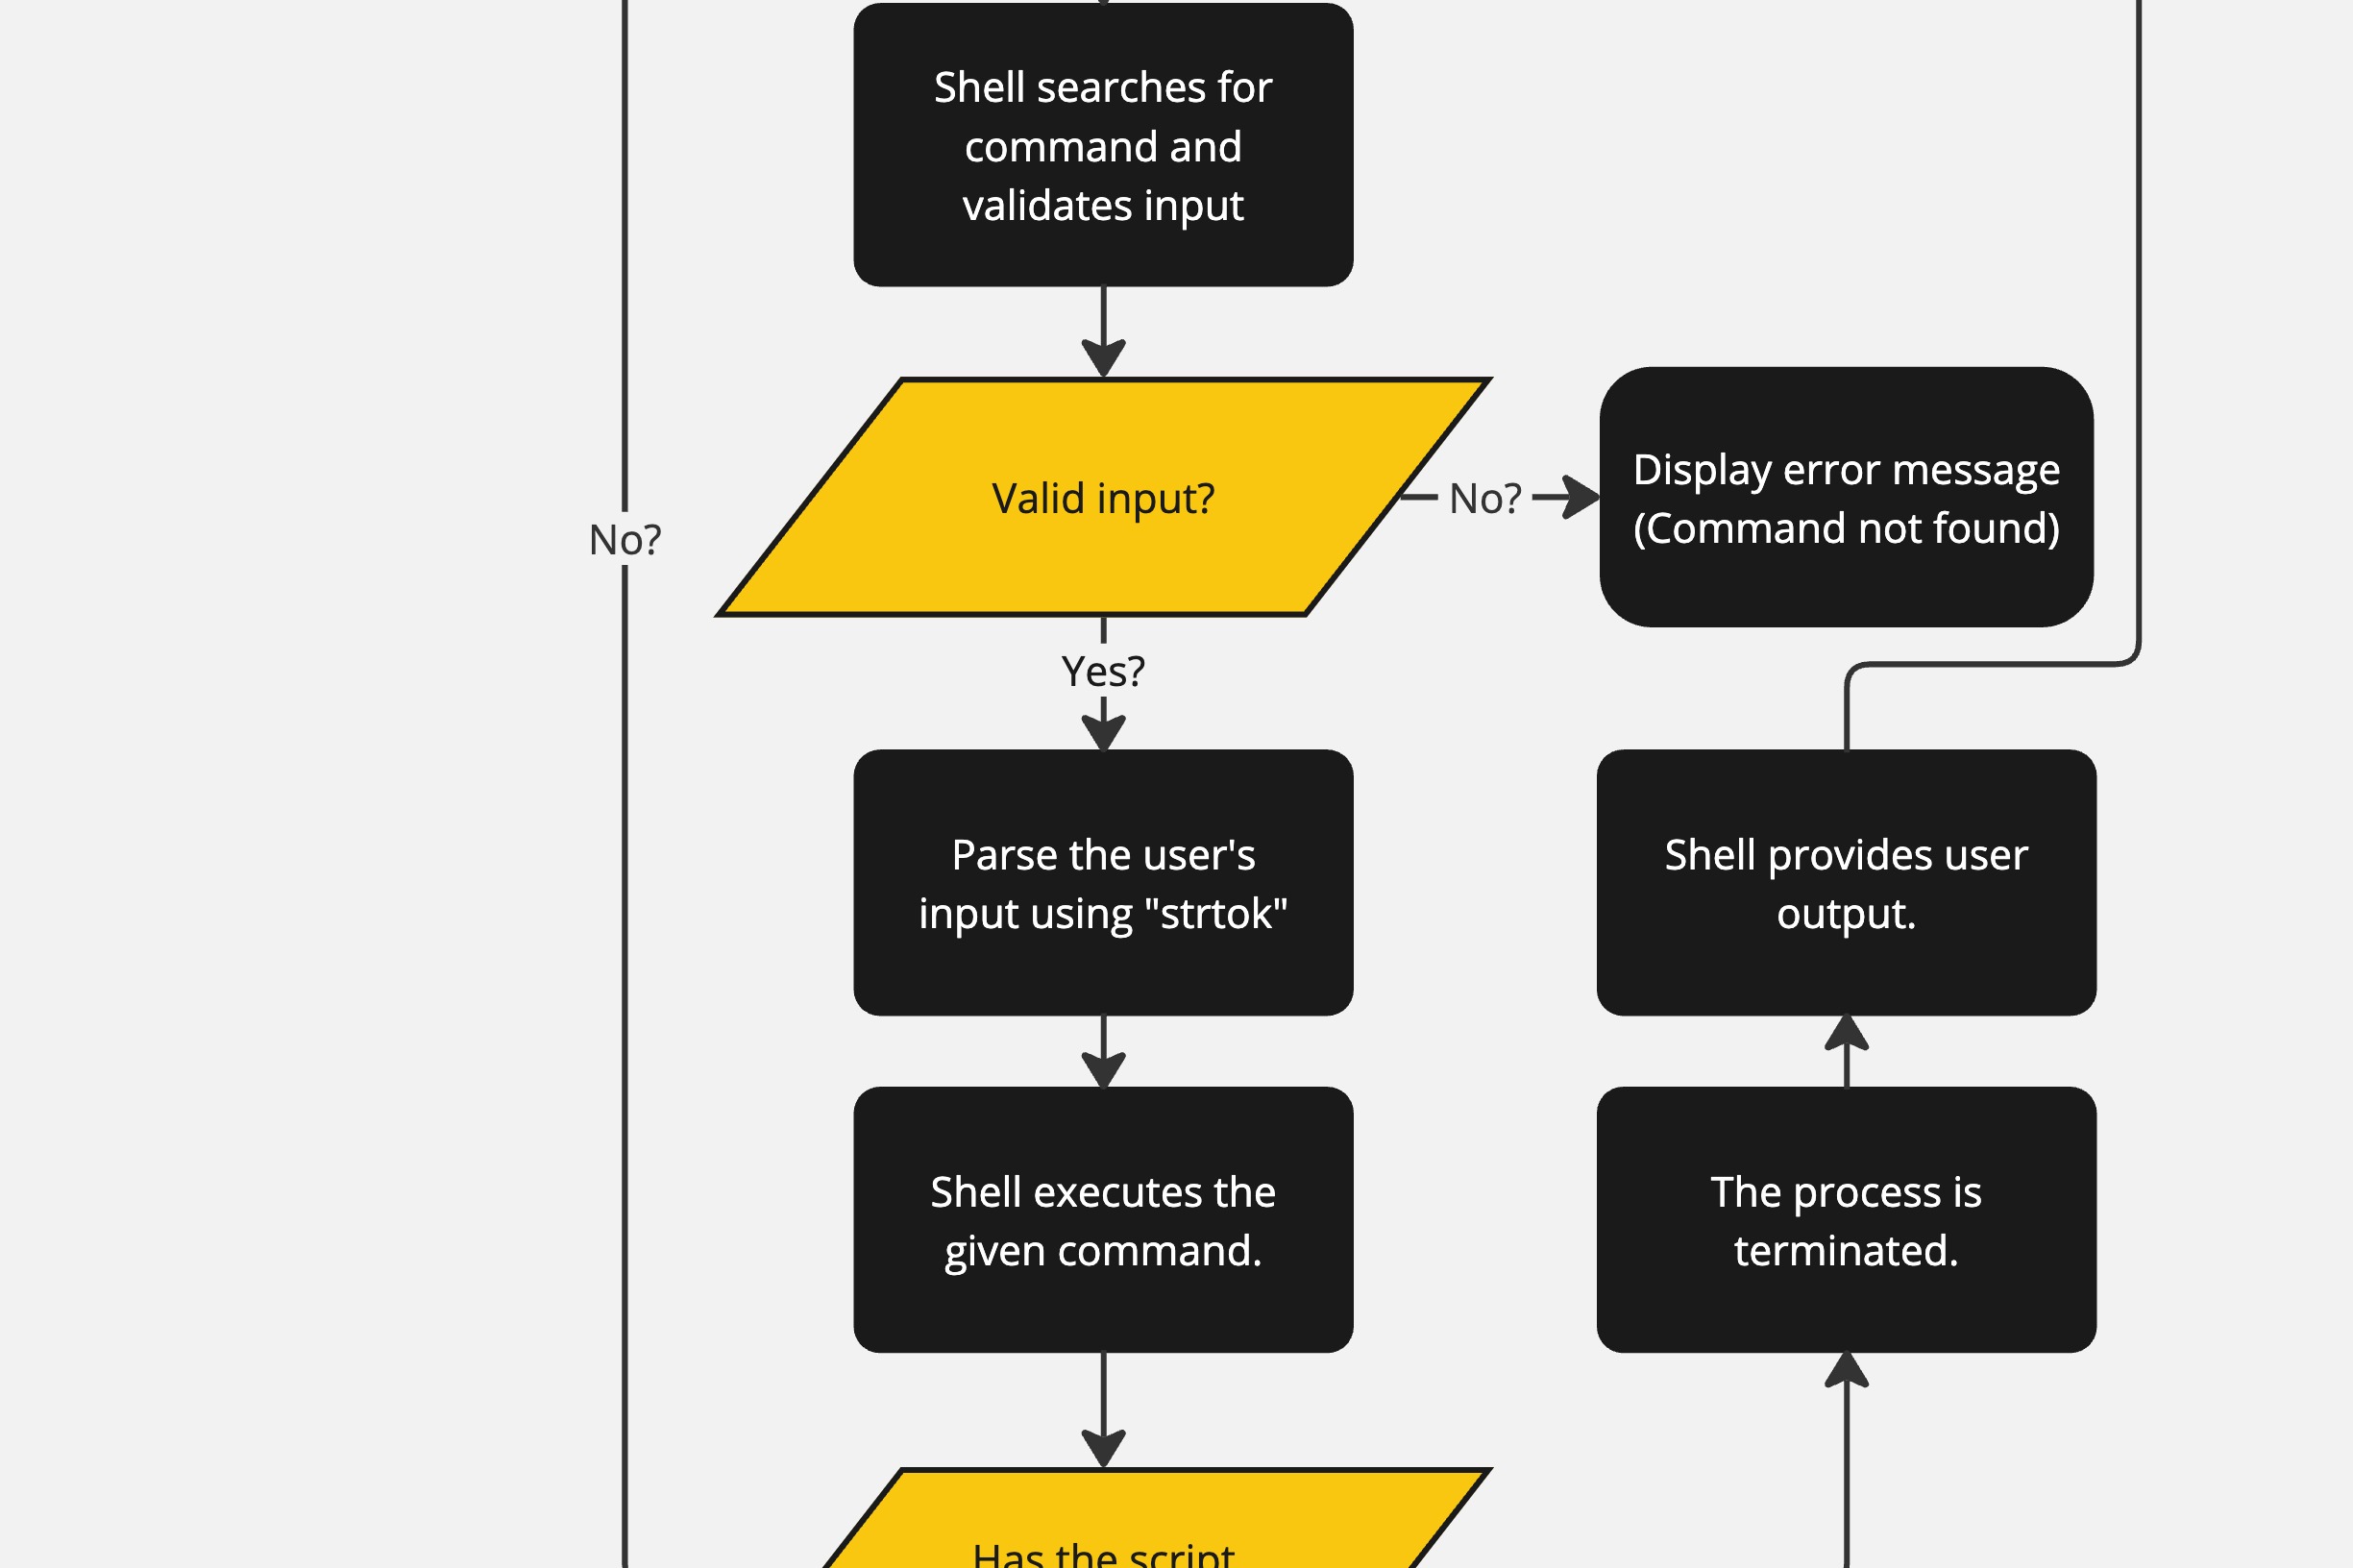 Shell searches for
command and
validates input
Valid input?
No?
Display error message
(Command not found)
No?
Yes?
Parse the user's
input using "strtok"
Shell provides user
output.
Shell executes the
given command.
The process is
terminated.
Has the script